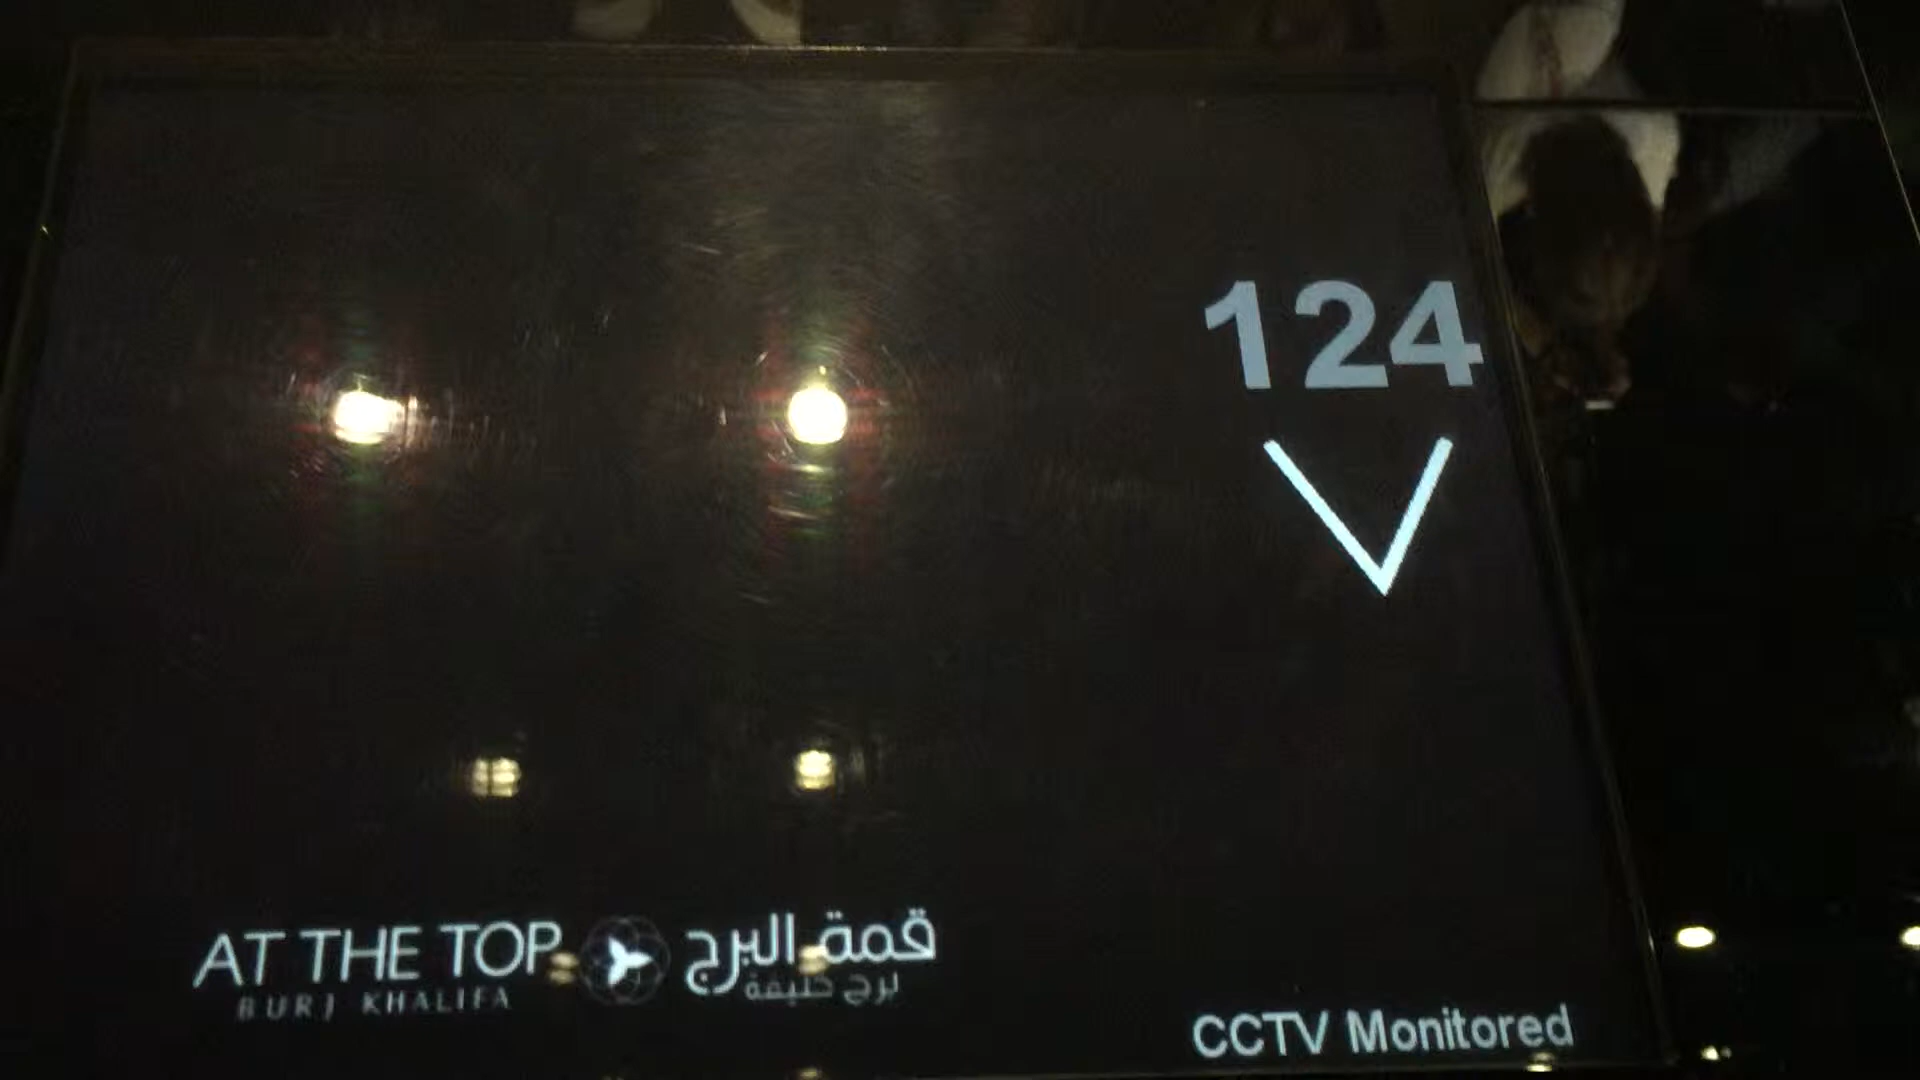 124
AT THE TOP
BURJ KHALIFA
قمة البرج
برج خليفة
CCTV Monitored